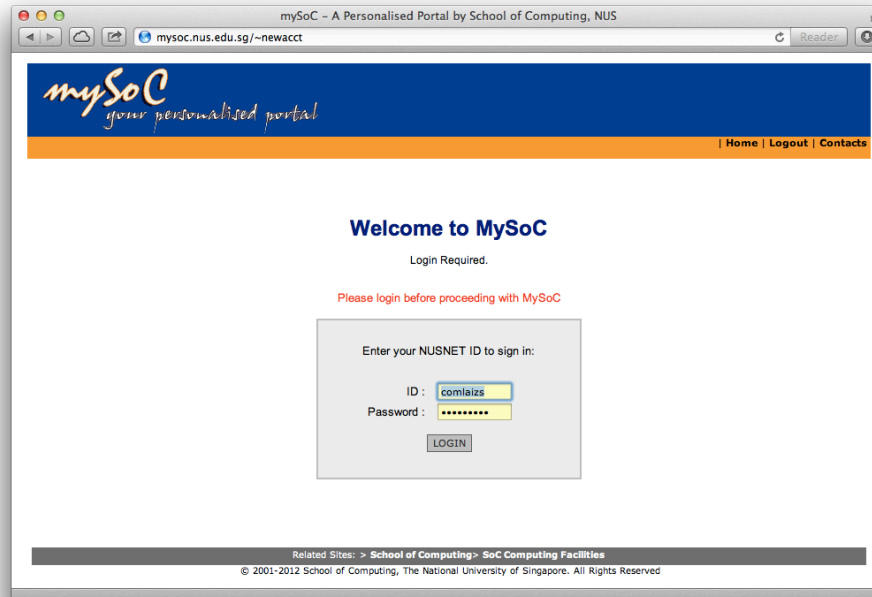 mySoC – A Personalised Portal by School of Computing, NUS
mysoc.nus.edu.sg/~newacct
Reader
mySoC
your personalised portal
| Home | Logout | Contacts
Welcome to MySoC
Login Required.
Please login before proceeding with MySoC
Enter your NUSNET ID to sign in:
ID : comlaizs
Password : •••••••••
LOGIN
Related Sites: > School of Computing> SoC Computing Facilities
© 2001-2012 School of Computing, The National University of Singapore. All Rights Reserved